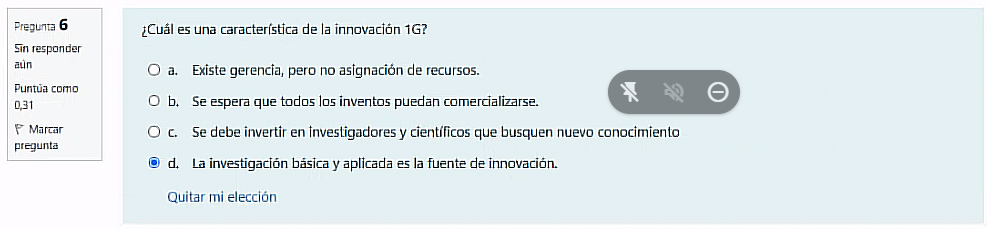 Pregunta 6
Sin responder
aún
Puntúa como
0,31
Marcar
pregunta
¿Cuál es una característica de la innovación 1G?
a. Existe gerencia, pero no asignación de recursos.
b. Se espera que todos los inventos puedan comercializarse.
c. Se debe invertir en investigadores y científicos que busquen nuevo conocimiento
d. La investigación básica y aplicada es la fuente de innovación.
Quitar mi elección